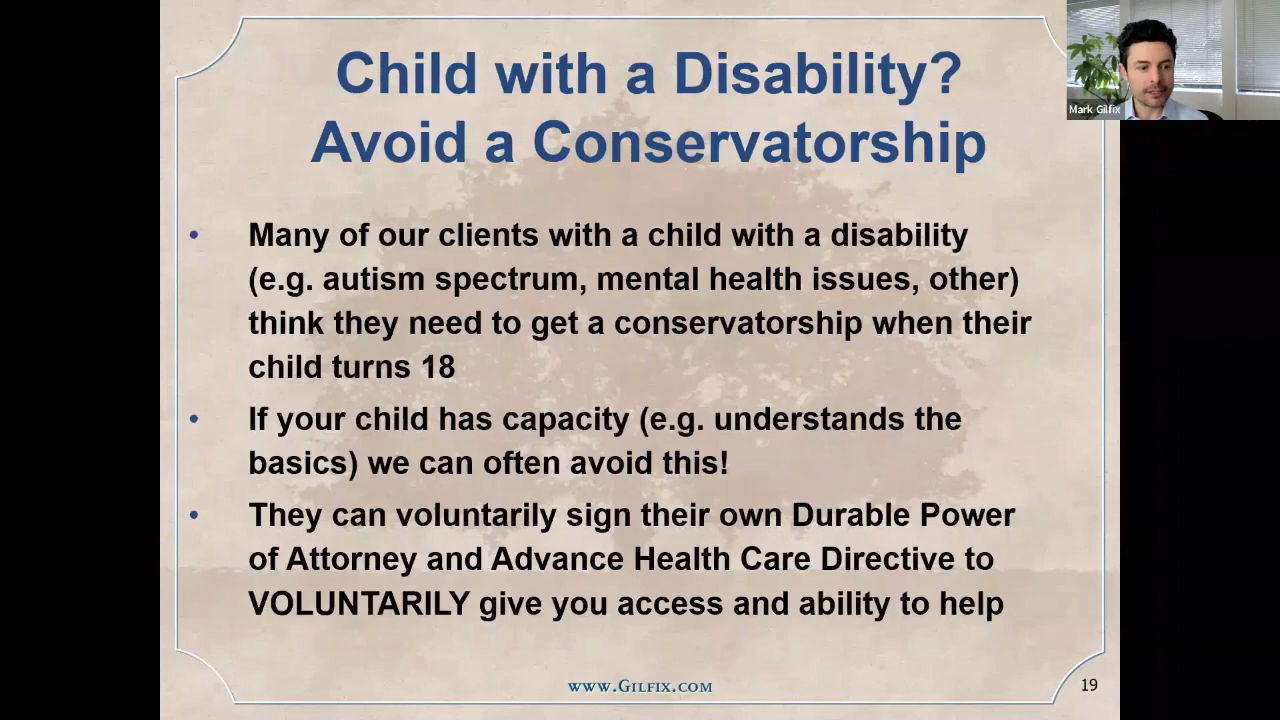 Child with a Disability?
Avoid a Conservatorship
Mark Gilfix
• Many of our clients with a child with a disability
(e.g. autism spectrum, mental health issues, other)
think they need to get a conservatorship when their
child turns 18
• If your child has capacity (e.g. understands the
basics) we can often avoid this!
• They can voluntarily sign their own Durable Power
of Attorney and Advance Health Care Directive to
VOLUNTARILY give you access and ability to help
www.Gilfix.com
19